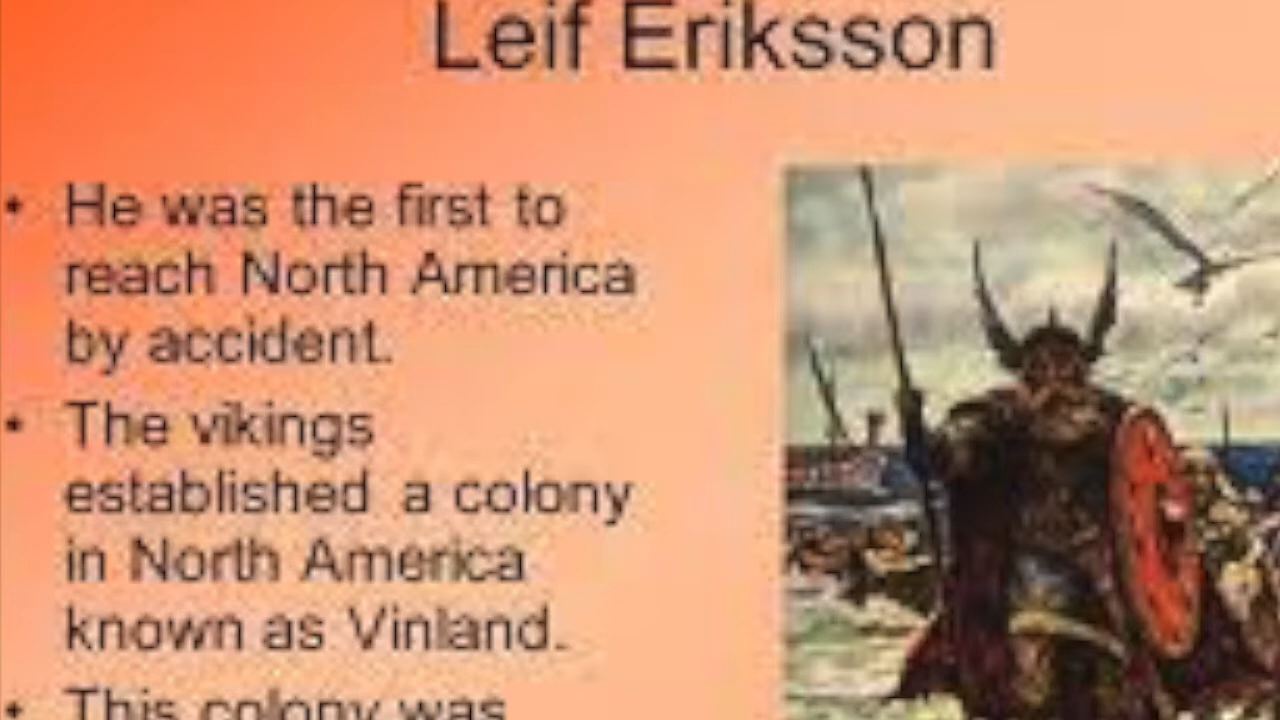 Leif Eriksson
• He was the first to
reach North America
by accident.
• The vikings
established a colony
in North America
known as Vinland.
• This colony was